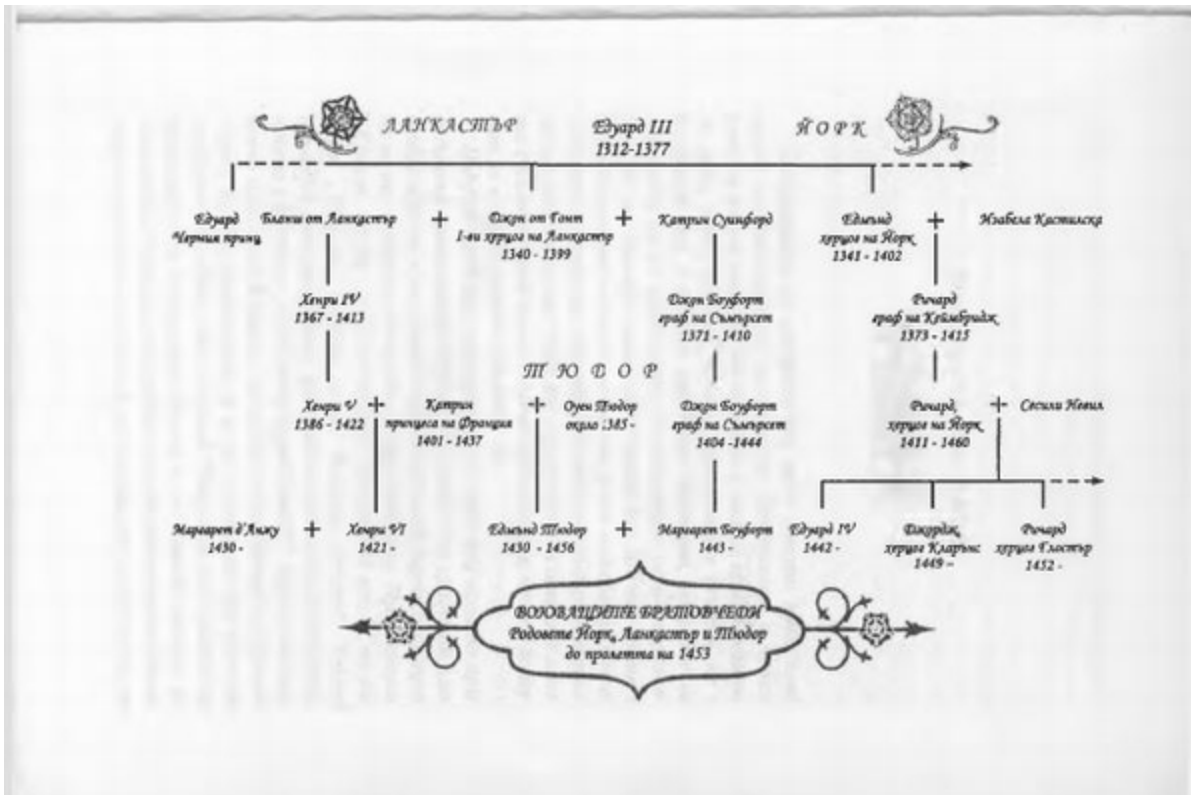 ЛАНКАСТЪР
Едуард III
1312-1377
ЙОРК
Едуард
Черния принц
Бланш от Ланкастър
+
Джон от Гонт
I-ви херцог на Ланкастър
1340 - 1399
+
Катрин Суинфорд
Едмънд
херцог на Йорк
1341 - 1402
+
Изабела Кастилска
Хенри IV
1367 - 1413
Джон Боуфорт
граф на Съмърсет
1371 - 1410
Ричард
граф на Кеймбридж
1373 - 1415
ТЮДОР
Хенри V
1386 - 1422
+
Катрин
принцеса на Франция
1401 - 1437
+
Оуен Тюдор
около 1385 -
Джон Боуфорт
граф на Съмърсет
1404 -1444
Ричард,
херцог на Йорк
1411 - 1460
+
Сесили Невил
Маргарет д'Анжу
1430 -
+
Хенри VI
1421 -
Едмънд Тюдор
1430 - 1456
+
Маргарет Боуфорт
1443 -
Едуард IV
1442 -
Джордж,
херцог Кларънс
1449 -
Ричард
херцог Глостър
1452 -
ВОЮВАЩИТЕ БРАТОВЧЕДИ
Родовете Йорк, Ланкастър и Тюдор
до пролетта на 1453